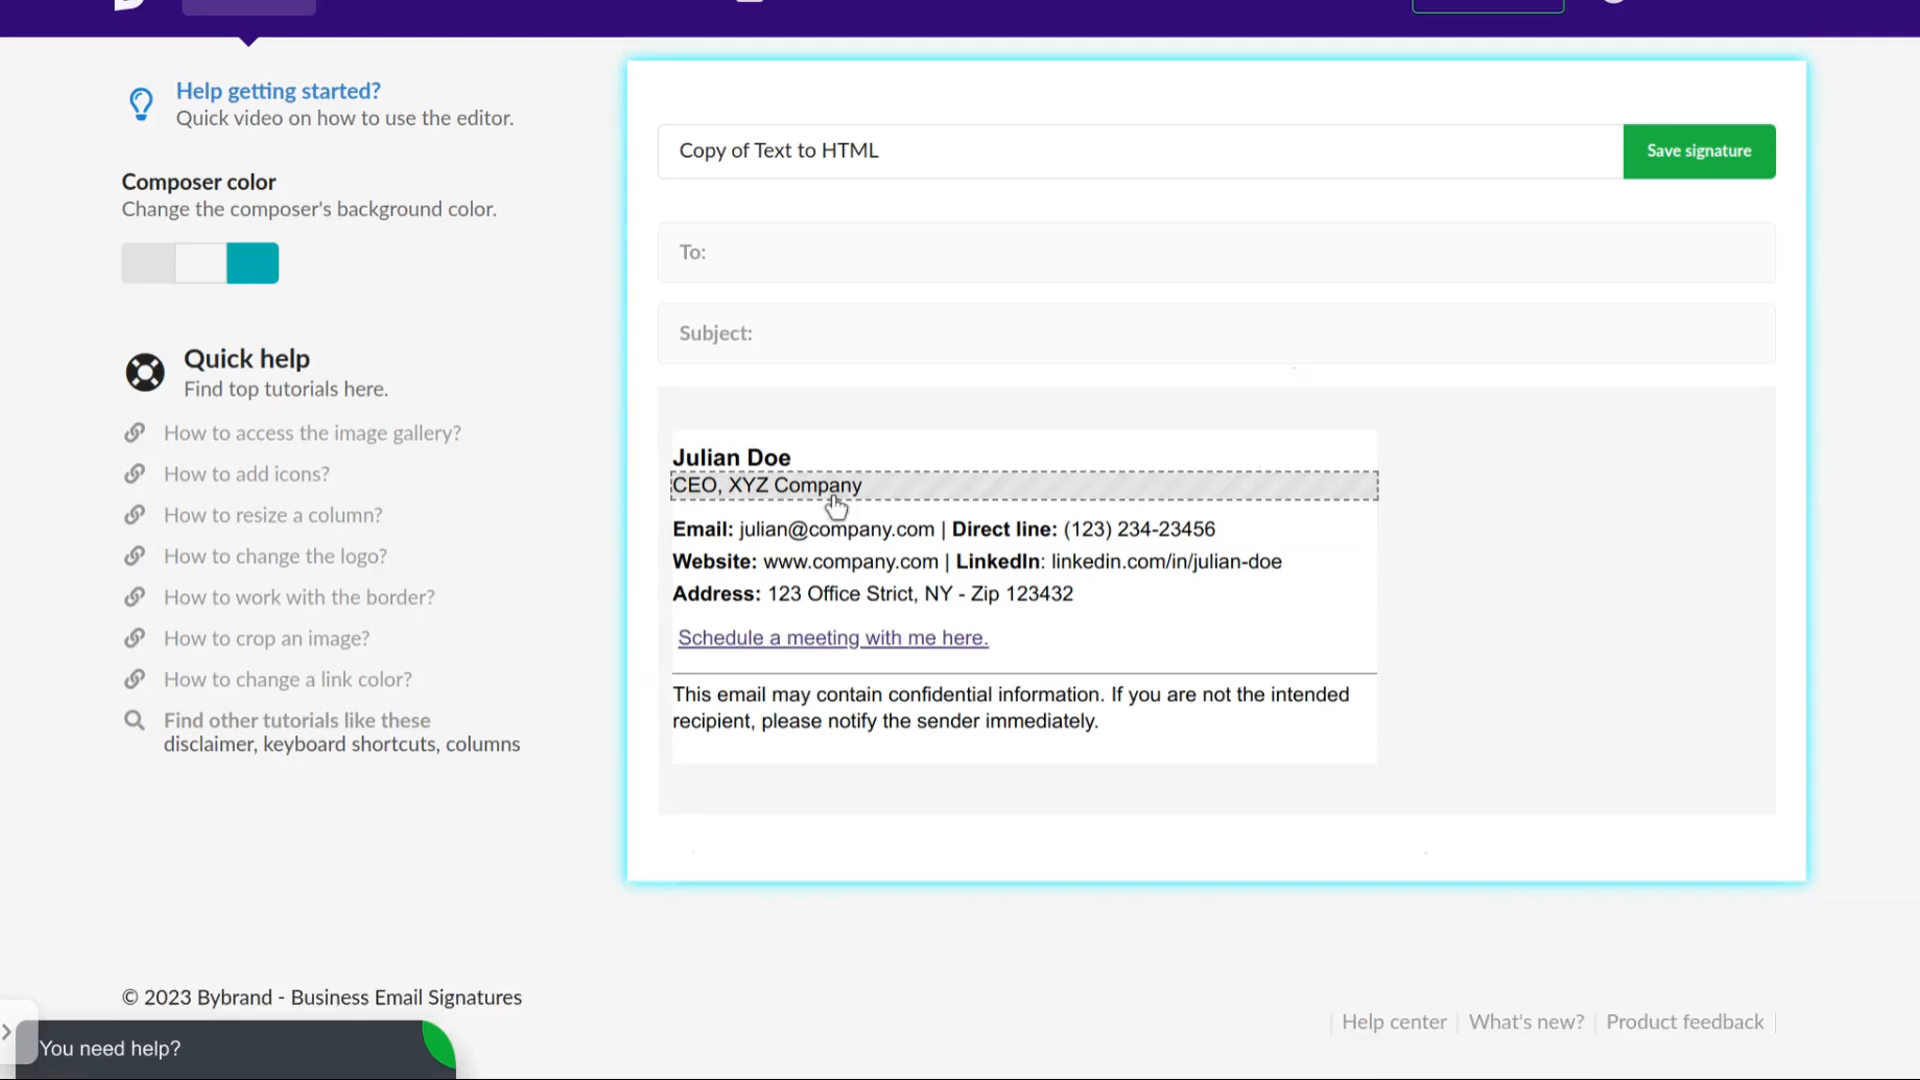 Help getting started?
Quick video on how to use the editor.
Composer color
Change the composer's background color.
Quick help
Find top tutorials here.
How to access the image gallery?
How to add icons?
How to resize a column?
How to change the logo?
How to work with the border?
How to crop an image?
How to change a link color?
Find other tutorials like these
disclaimer, keyboard shortcuts, columns
Copy of Text to HTML
Save signature
To:
Subject:
Julian Doe
CEO, XYZ Company
Email: julian@company.com | Direct line: (123) 234-23456
Website: www.company.com | LinkedIn: linkedin.com/in/julian-doe
Address: 123 Office Strict, NY - Zip 123432
Schedule a meeting with me here.
This email may contain confidential information. If you are not the intended
recipient, please notify the sender immediately.
© 2023 Bybrand - Business Email Signatures
Help center
What's new?
Product feedback
You need help?